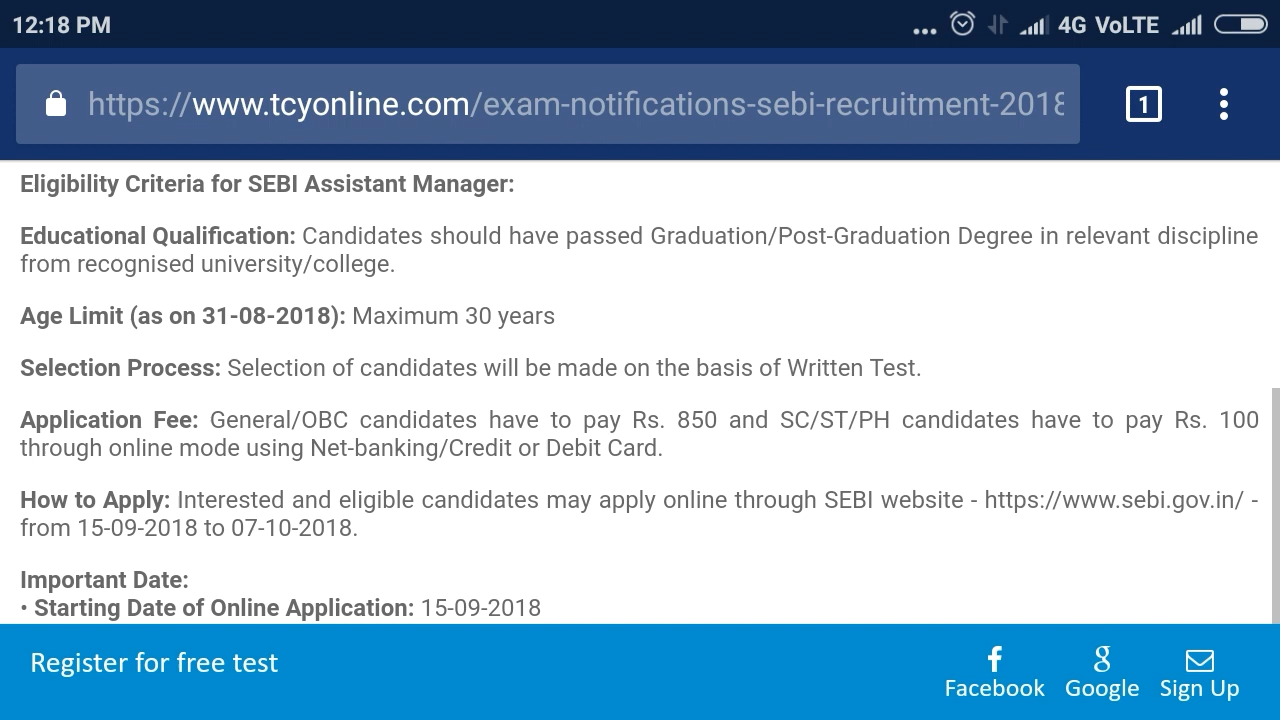 12:18 PM
... 4G VoLTE
https://www.tcyonline.com/exam-notifications-sebi-recruitment-2018
1
Eligibility Criteria for SEBI Assistant Manager:
Educational Qualification: Candidates should have passed Graduation/Post-Graduation Degree in relevant discipline
from recognised university/college.
Age Limit (as on 31-08-2018): Maximum 30 years
Selection Process: Selection of candidates will be made on the basis of Written Test.
Application Fee: General/OBC candidates have to pay Rs. 850 and SC/ST/PH candidates have to pay Rs. 100
through online mode using Net-banking/Credit or Debit Card.
How to Apply: Interested and eligible candidates may apply online through SEBI website - https://www.sebi.gov.in/ -
from 15-09-2018 to 07-10-2018.
Important Date:
• Starting Date of Online Application: 15-09-2018
Register for free test
Facebook Google Sign Up